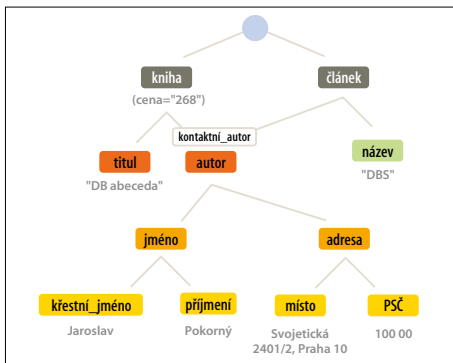 kniha
článek
(cena="268")
kontaktní_autor
titul
autor
název
"DB abeceda"
"DBS"
jméno
adresa
křestní_jméno
příjmení
místo
PSČ
Jaroslav
Pokorný
Svojetická
2401/2, Praha 10
100 00